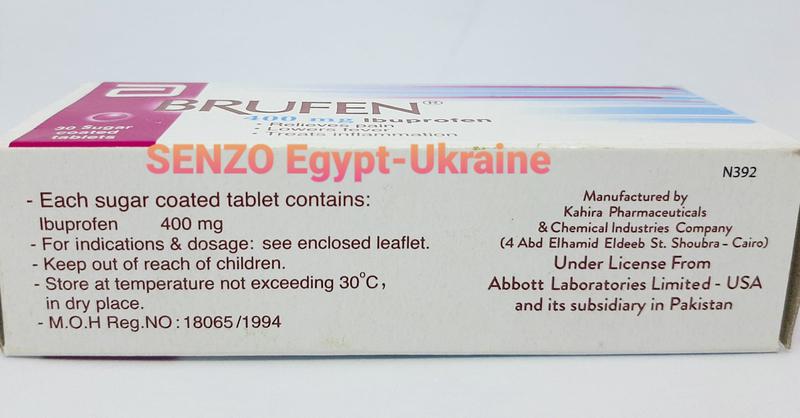 BRUFEN®
400 mg Ibuprofen
• Relieves pain
• Lowers fever
• Treats inflammation
30 Sugar
coated
tablets
SENZO Egypt-Ukraine
N392
- Each sugar coated tablet contains:
Ibuprofen 400 mg
- For indications & dosage: see enclosed leaflet.
- Keep out of reach of children.
- Store at temperature not exceeding 30°C,
in dry place.
- M.O.H Reg.NO : 18065/1994
Manufactured by
Kahira Pharmaceuticals
& Chemical Industries Company
(4 Abd Elhamid Eldeeb St. Shoubra - Cairo)
Under License From
Abbott Laboratories Limited - USA
and its subsidiary in Pakistan